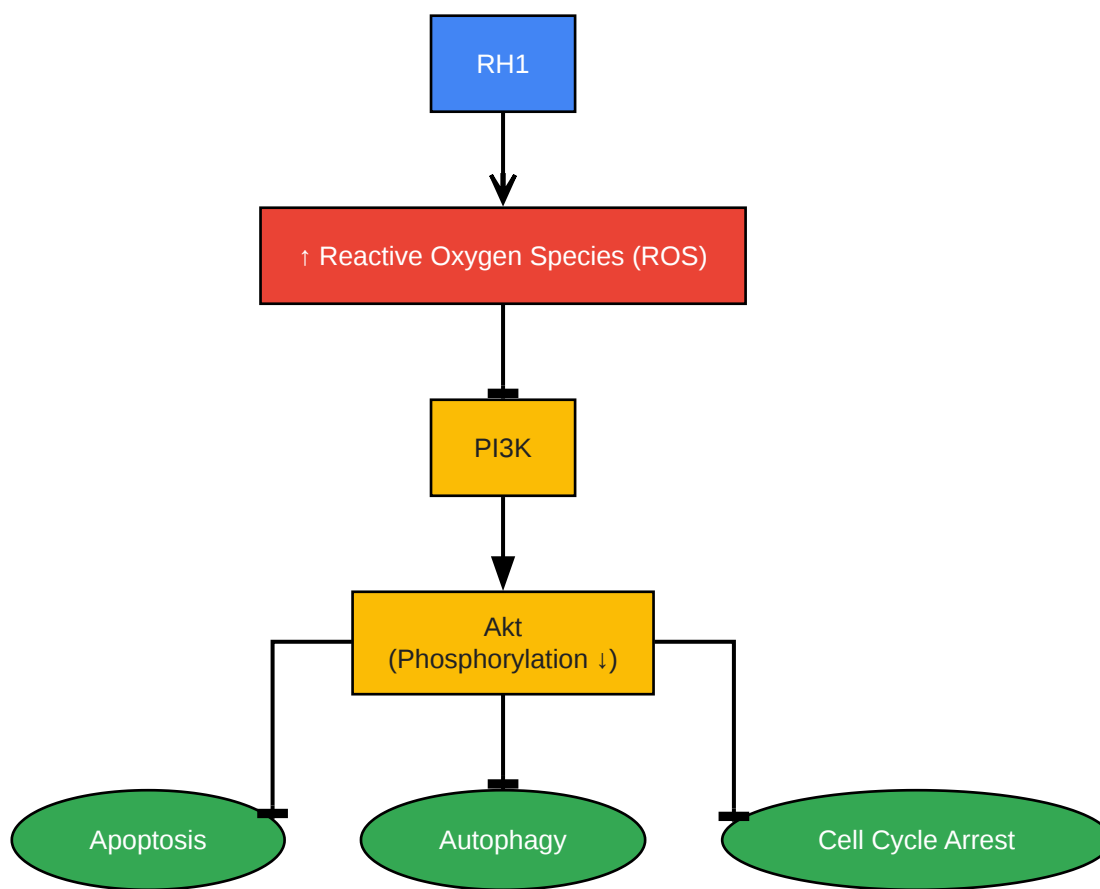 RH1
↑ Reactive Oxygen Species (ROS)
PI3K
Akt
(Phosphorylation ↓)
Apoptosis
Autophagy
Cell Cycle Arrest